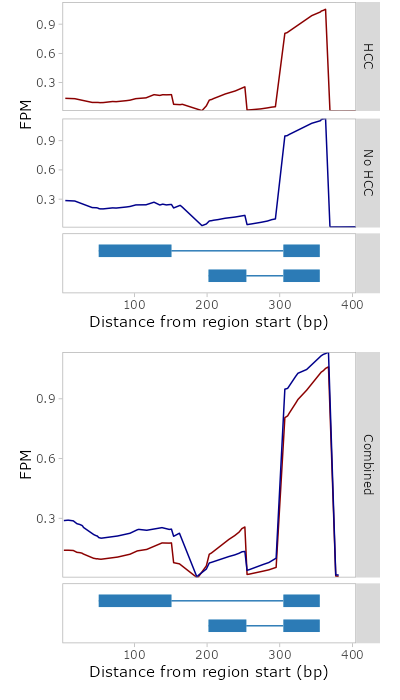 0.9
0.6
0.3
HCC
FPM
0.9
0.6
0.3
No HCC
100 200 300 400
Distance from region start (bp)
0.9
0.6
0.3
FPM
Combined
100 200 300 400
Distance from region start (bp)